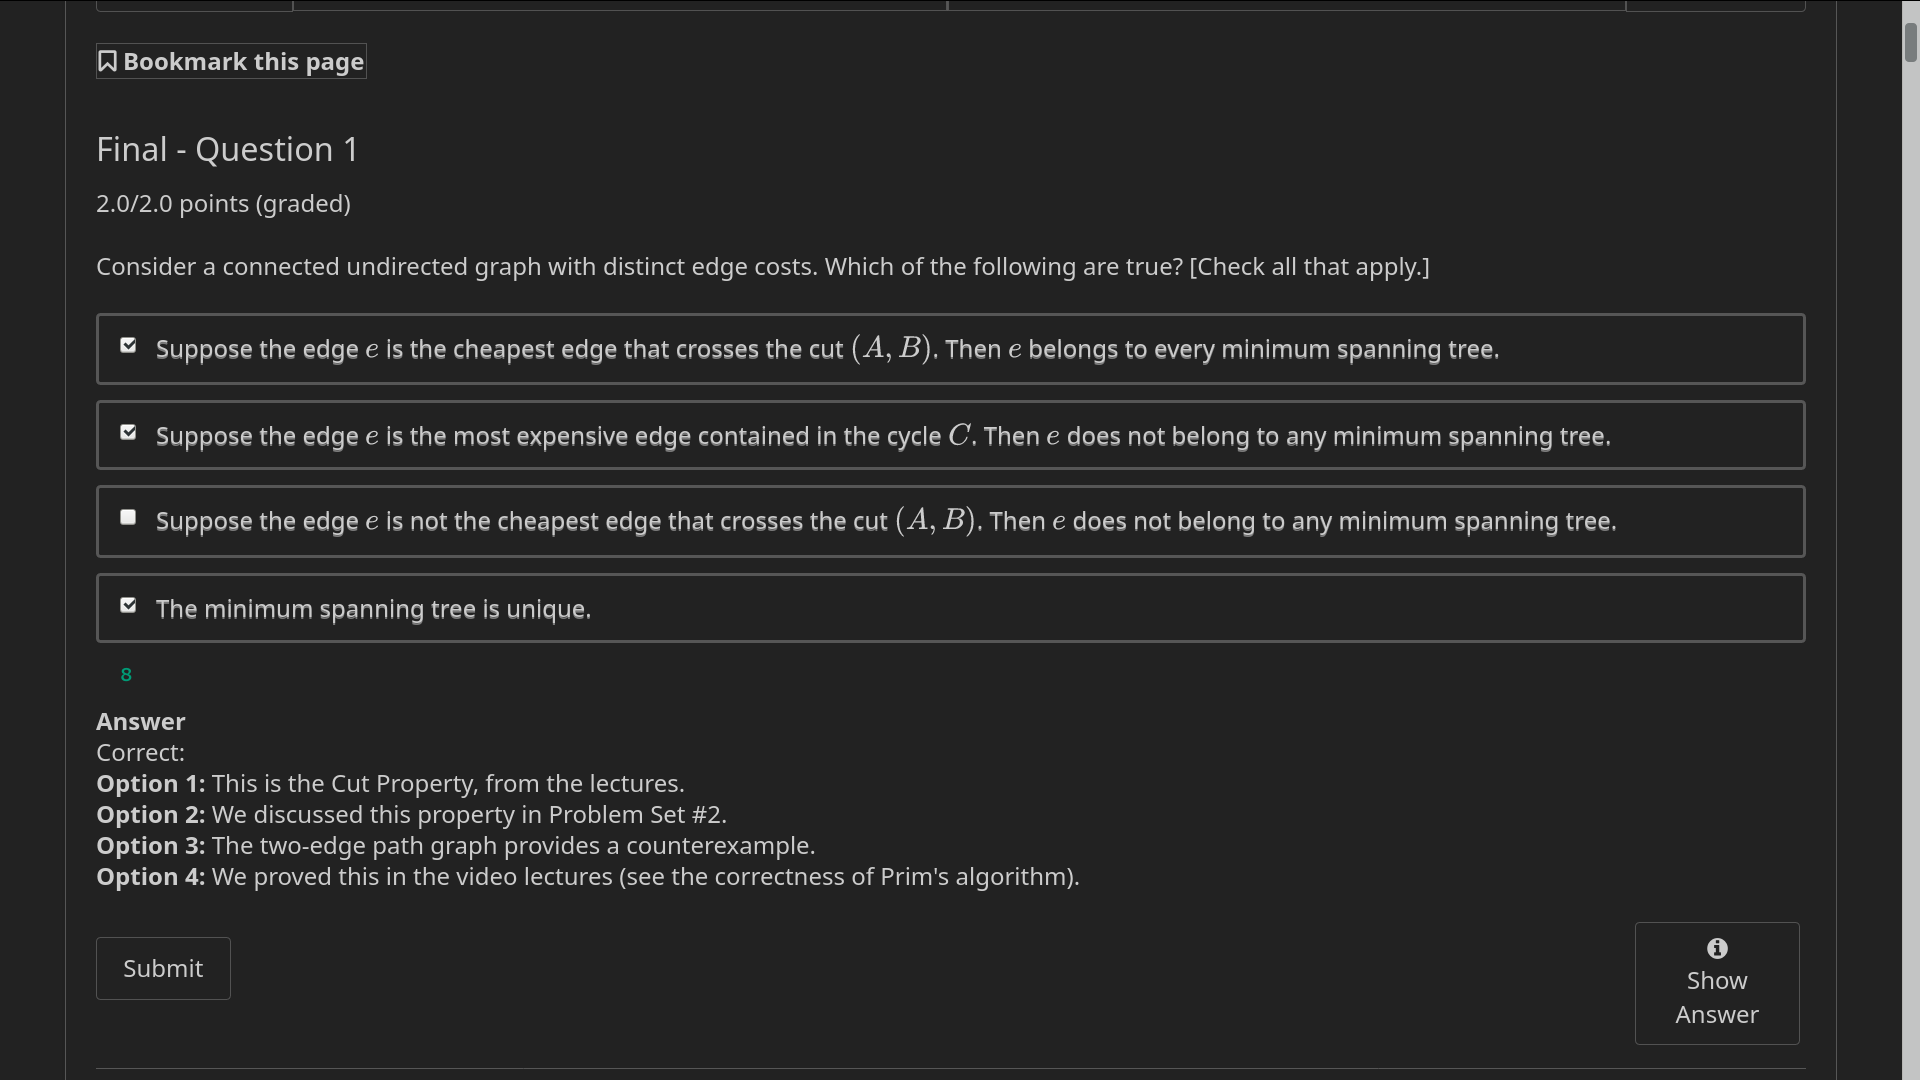 Bookmark this page
Final - Question 1
2.0/2.0 points (graded)
Consider a connected undirected graph with distinct edge costs. Which of the following are true? [Check all that apply.]
Suppose the edge e is the cheapest edge that crosses the cut (A, B). Then e belongs to every minimum spanning tree.
Suppose the edge e is the most expensive edge contained in the cycle C. Then e does not belong to any minimum spanning tree.
Suppose the edge e is not the cheapest edge that crosses the cut (A, B). Then e does not belong to any minimum spanning tree.
The minimum spanning tree is unique.
8
Answer
Correct:
Option 1: This is the Cut Property, from the lectures.
Option 2: We discussed this property in Problem Set #2.
Option 3: The two-edge path graph provides a counterexample.
Option 4: We proved this in the video lectures (see the correctness of Prim's algorithm).
Submit
Show
Answer